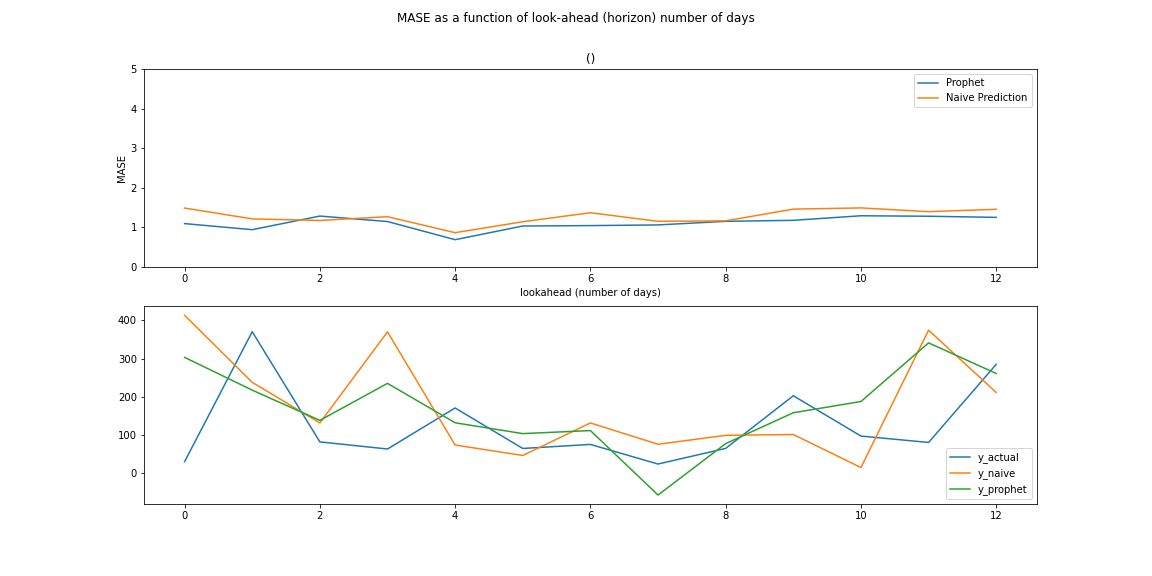 MASE as a function of look-ahead (horizon) number of days
()
5
4
3
2
1
0
MASE
Prophet
Naive Prediction
0 2 4 6 8 10 12
lookahead (number of days)
400
300
200
100
0
y_actual
y_naive
y_prophet
0 2 4 6 8 10 12